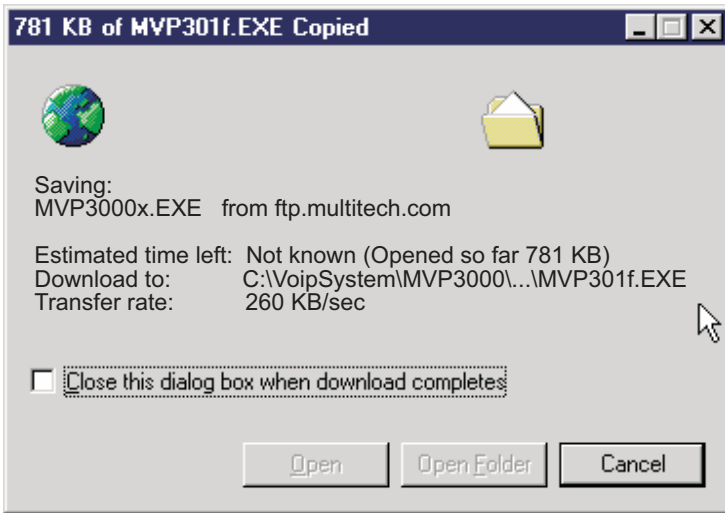 781 KB of MVP301f.EXE Copied
Saving:
MVP3000x.EXE from ftp.multitech.com
Estimated time left: Not known (Opened so far 781 KB)
Download to: C:\VoipSystem\MVP3000\...\MVP301f.EXE
Transfer rate: 260 KB/sec
Close this dialog box when download completes
Open Open Folder Cancel